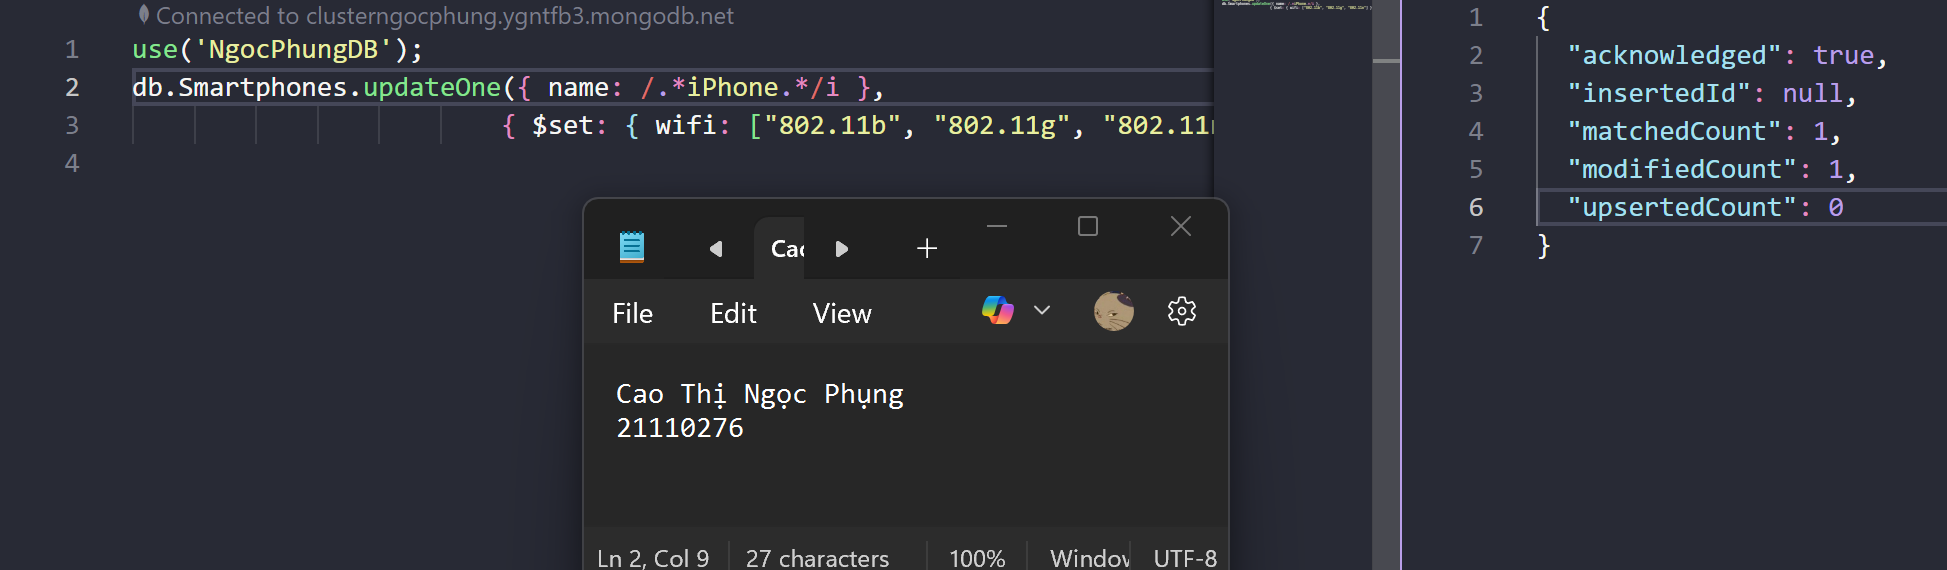 Connected to clusterngocphung.ygntfb3.mongodb.net
1 use('NgocPhungDB');
2 db.Smartphones.updateOne({ name: /.*iPhone.*/i },
3 { $set: { wifi: ["802.11b", "802.11g", "802.11
4
Cao
File Edit View
Cao Thị Ngọc Phụng
21110276
Ln 2, Col 9 27 characters 100% Window UTF-8
1 {
2 "acknowledged": true,
3 "insertedId": null,
4 "matchedCount": 1,
5 "modifiedCount": 1,
6 "upsertedCount": 0
7 }